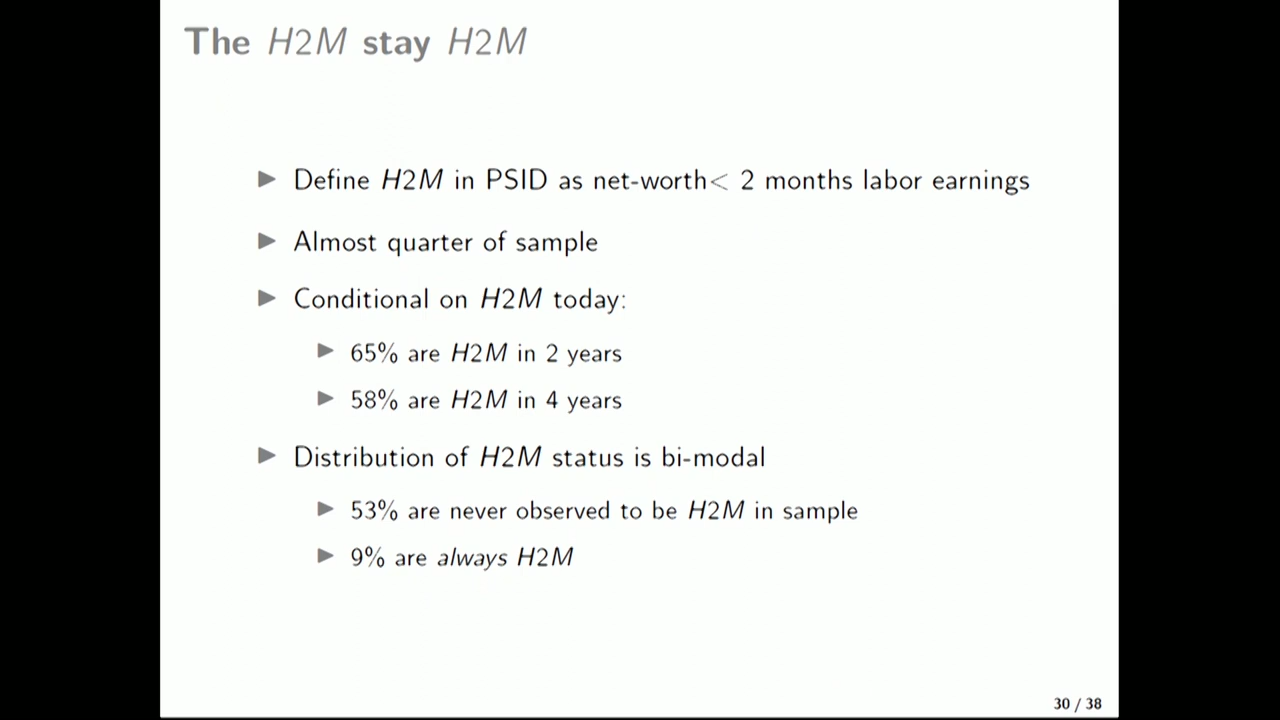 The H2M stay H2M
▶ Define H2M in PSID as net-worth< 2 months labor earnings
▶ Almost quarter of sample
▶ Conditional on H2M today:
▶ 65% are H2M in 2 years
▶ 58% are H2M in 4 years
▶ Distribution of H2M status is bi-modal
▶ 53% are never observed to be H2M in sample
▶ 9% are always H2M
30 / 38